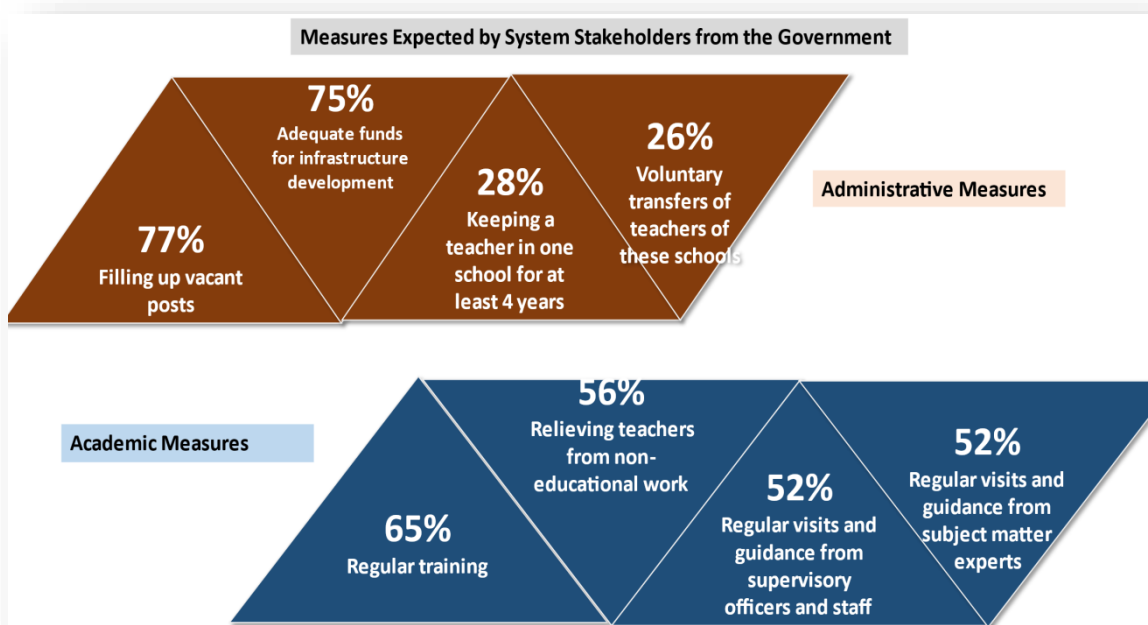 Measures Expected by System Stakeholders from the Government
75%
Adequate funds
for infrastructure
development
26%
Voluntary
transfers of
teachers of
these schools
28%
Keeping a
teacher in one
school for at
least 4 years
77%
Filling up vacant
posts
Administrative Measures
Academic Measures
56%
Relieving teachers
from non-
educational work
52%
Regular visits and
guidance from
subject matter
experts
52%
Regular visits and
guidance from
supervisory
officers and staff
65%
Regular training